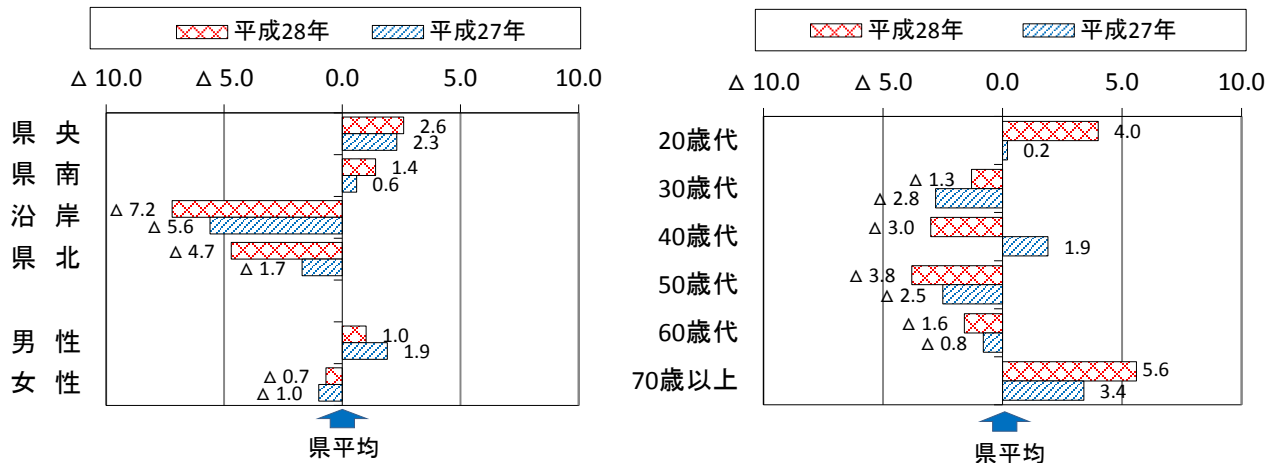 平成28年 平成27年
△ 10.0 △ 5.0 0.0 5.0 10.0
県央 2.6
2.3
県南 1.4
0.6
沿岸 △ 7.2
△ 5.6
県北 △ 4.7
△ 1.7
男性 1.0
1.9
女性 △ 0.7
△ 1.0
県平均
平成28年 平成27年
△ 10.0 △ 5.0 0.0 5.0 10.0
20歳代 4.0
0.2
30歳代 △ 1.3
△ 2.8
40歳代 △ 3.0
1.9
50歳代 △ 3.8
△ 2.5
60歳代 △ 1.6
△ 0.8
70歳以上 5.6
3.4
県平均